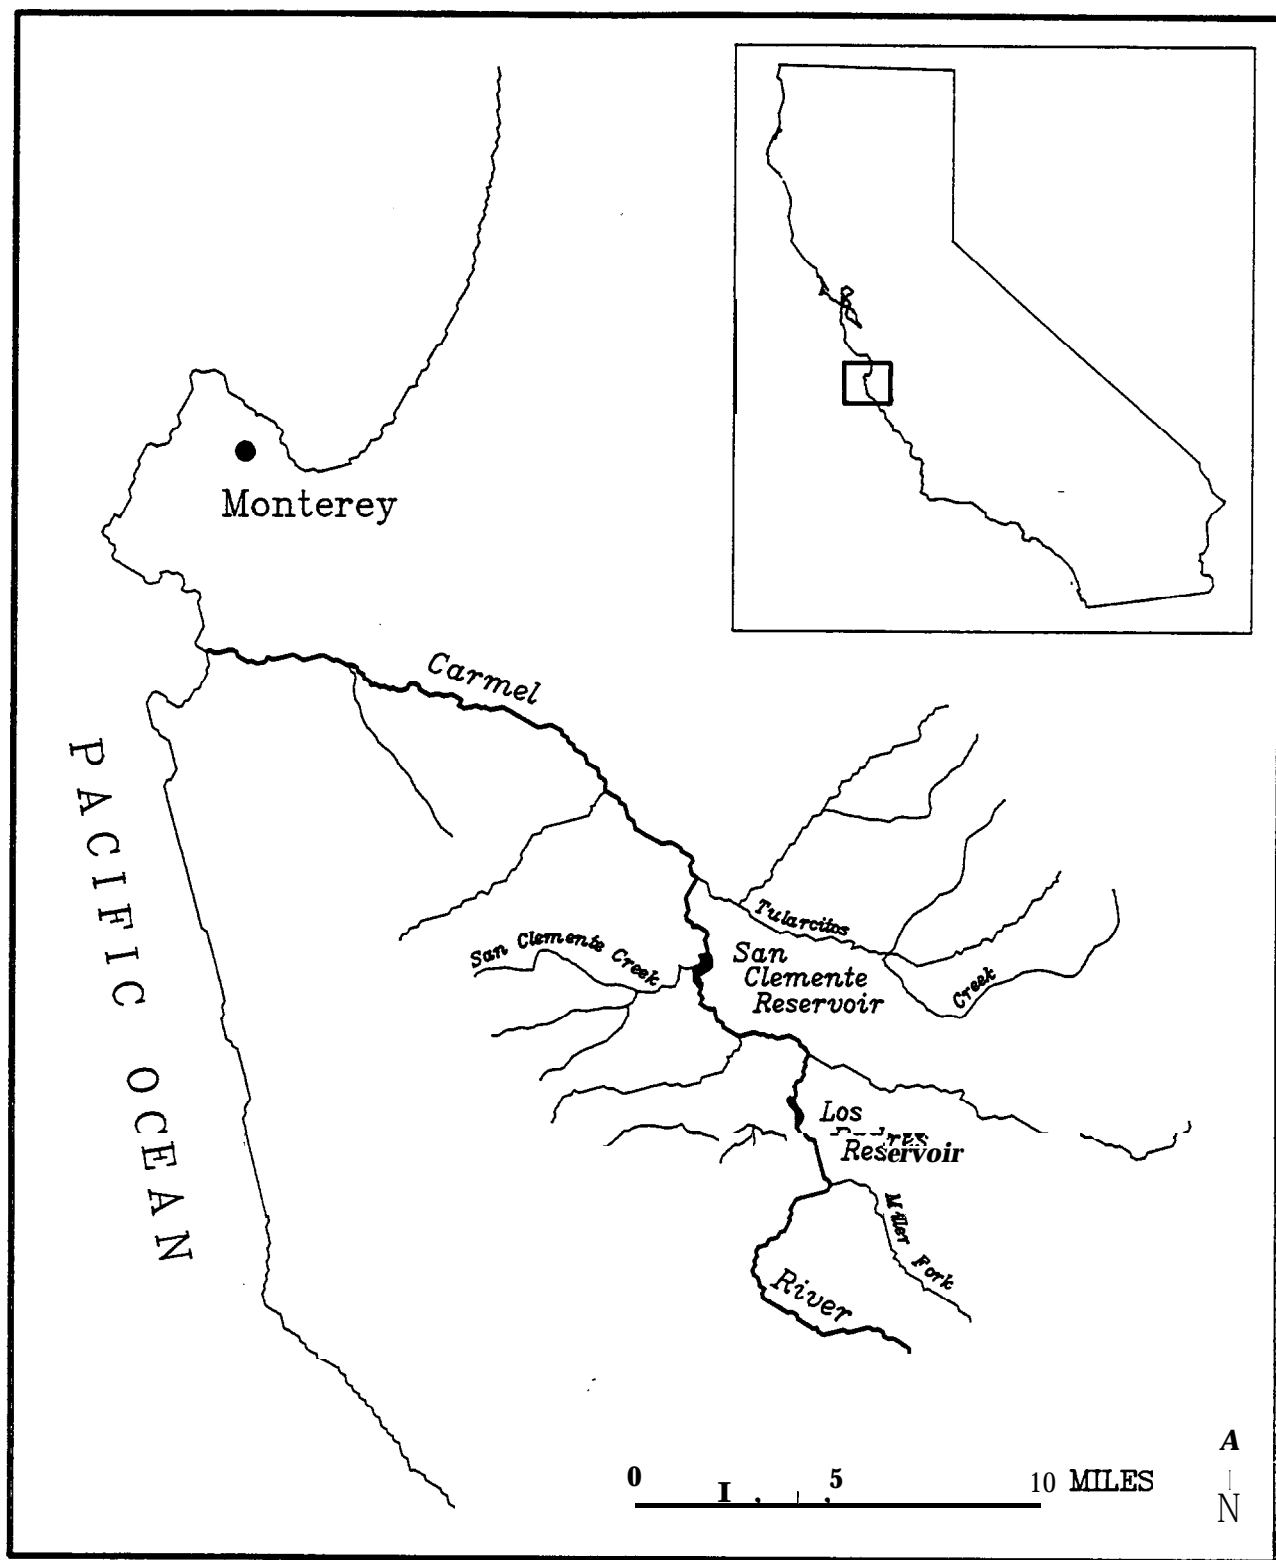 Monterey
Carmel
PACIFIC OCEAN
Tularcitos
Creek
San Clemente Creek
San
Clemente
Reservoir
Los
Reservoir
Miller Fork
River
0 5 10 MILES
A
N